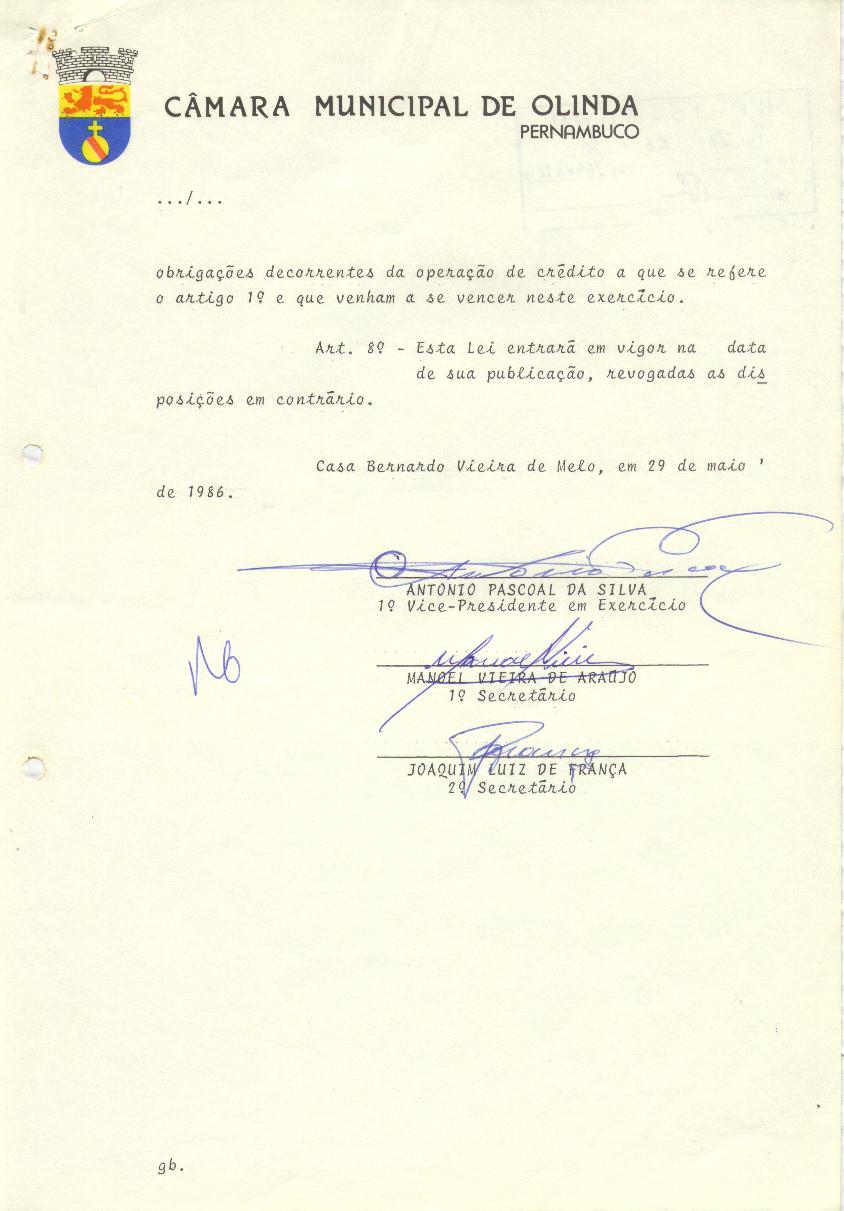 CÂMARA MUNICIPAL DE OLINDA
PERNAMBUCO
.../...
obrigações decorrentes da operação de crédito a que se refere
o artigo 1º e que venham a se vencer neste exercício.
Art. 8º - Esta Lei entrará em vigor na data
de sua publicação, revogadas as dis
posições em contrário.
Casa Bernardo Vieira de Melo, em 29 de maio '
de 1986.
ANTONIO PASCOAL DA SILVA
1º Vice-Presidente em Exercício
MANOEL VIEIRA DE ARAÚJO
1º Secretário
JOAQUIM LUIZ DE FRANÇA
2º Secretário
gb.